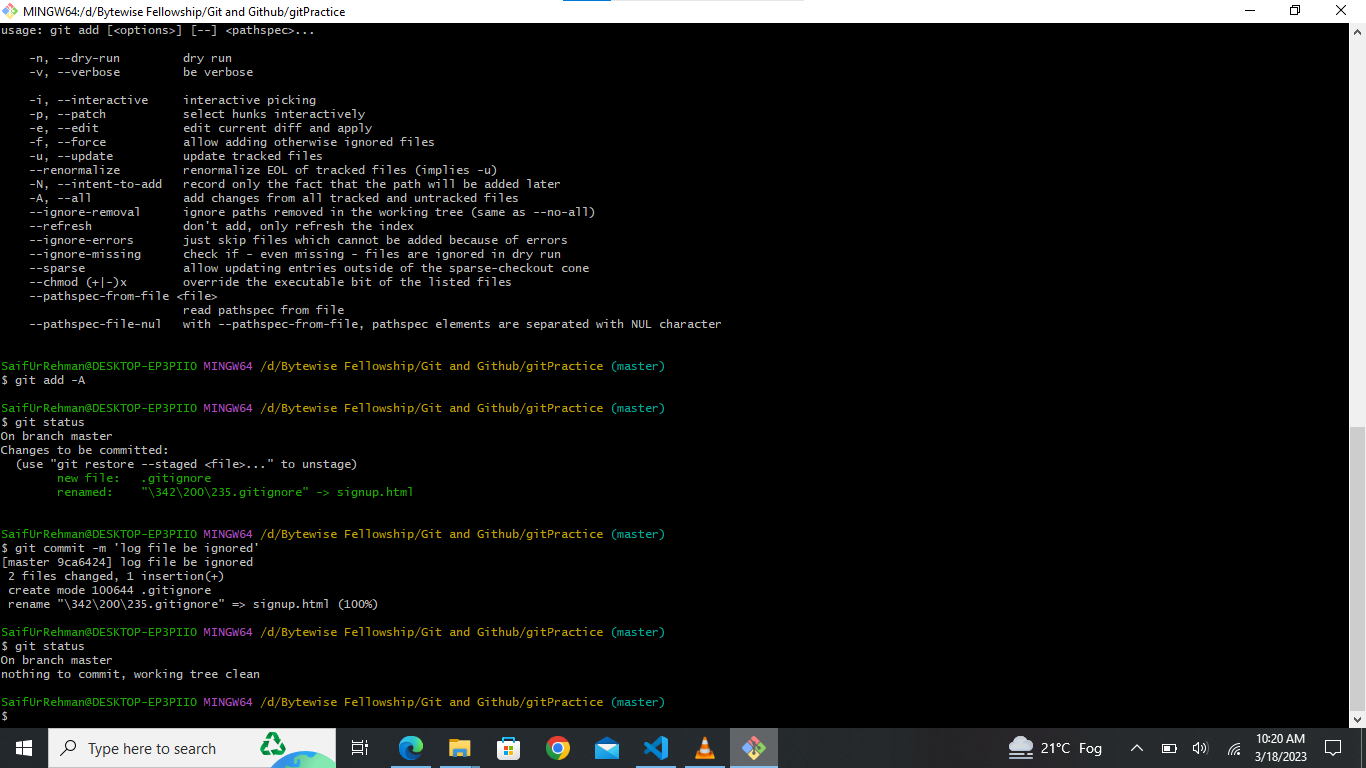 MINGW64:/d/Bytewise Fellowship/Git and Github/gitPractice
usage: git add [<options>] [--] <pathspec>...
-n, --dry-run dry run
-v, --verbose be verbose
-i, --interactive interactive picking
-p, --patch select hunks interactively
-e, --edit edit current diff and apply
-f, --force allow adding otherwise ignored files
-u, --update update tracked files
--renormalize renormalize EOL of tracked files (implies -u)
-N, --intent-to-add record only the fact that the path will be added later
-A, --all add changes from all tracked and untracked files
--ignore-removal ignore paths removed in the working tree (same as --no-all)
--refresh don't add, only refresh the index
--ignore-errors just skip files which cannot be added because of errors
--ignore-missing check if - even missing - files are ignored in dry run
--sparse allow updating entries outside of the sparse-checkout cone
--chmod (+|-)x override the executable bit of the listed files
--pathspec-from-file <file>
read pathspec from file
--pathspec-file-nul with --pathspec-from-file, pathspec elements are separated with NUL character
SaifUrRehman@DESKTOP-EP3PIIO MINGW64 /d/Bytewise Fellowship/Git and Github/gitPractice (master)
$ git add -A
SaifUrRehman@DESKTOP-EP3PIIO MINGW64 /d/Bytewise Fellowship/Git and Github/gitPractice (master)
$ git status
On branch master
Changes to be committed:
(use "git restore --staged <file>..." to unstage)
new file: .gitignore
renamed: "\342\200\235.gitignore" -> signup.html
SaifUrRehman@DESKTOP-EP3PIIO MINGW64 /d/Bytewise Fellowship/Git and Github/gitPractice (master)
$ git commit -m 'log file be ignored'
[master 9ca6424] log file be ignored
2 files changed, 1 insertion(+)
create mode 100644 .gitignore
rename "\342\200\235.gitignore" => signup.html (100%)
SaifUrRehman@DESKTOP-EP3PIIO MINGW64 /d/Bytewise Fellowship/Git and Github/gitPractice (master)
$ git status
On branch master
nothing to commit, working tree clean
SaifUrRehman@DESKTOP-EP3PIIO MINGW64 /d/Bytewise Fellowship/Git and Github/gitPractice (master)
$
Type here to search
21°C Fog
10:20 AM
3/18/2023